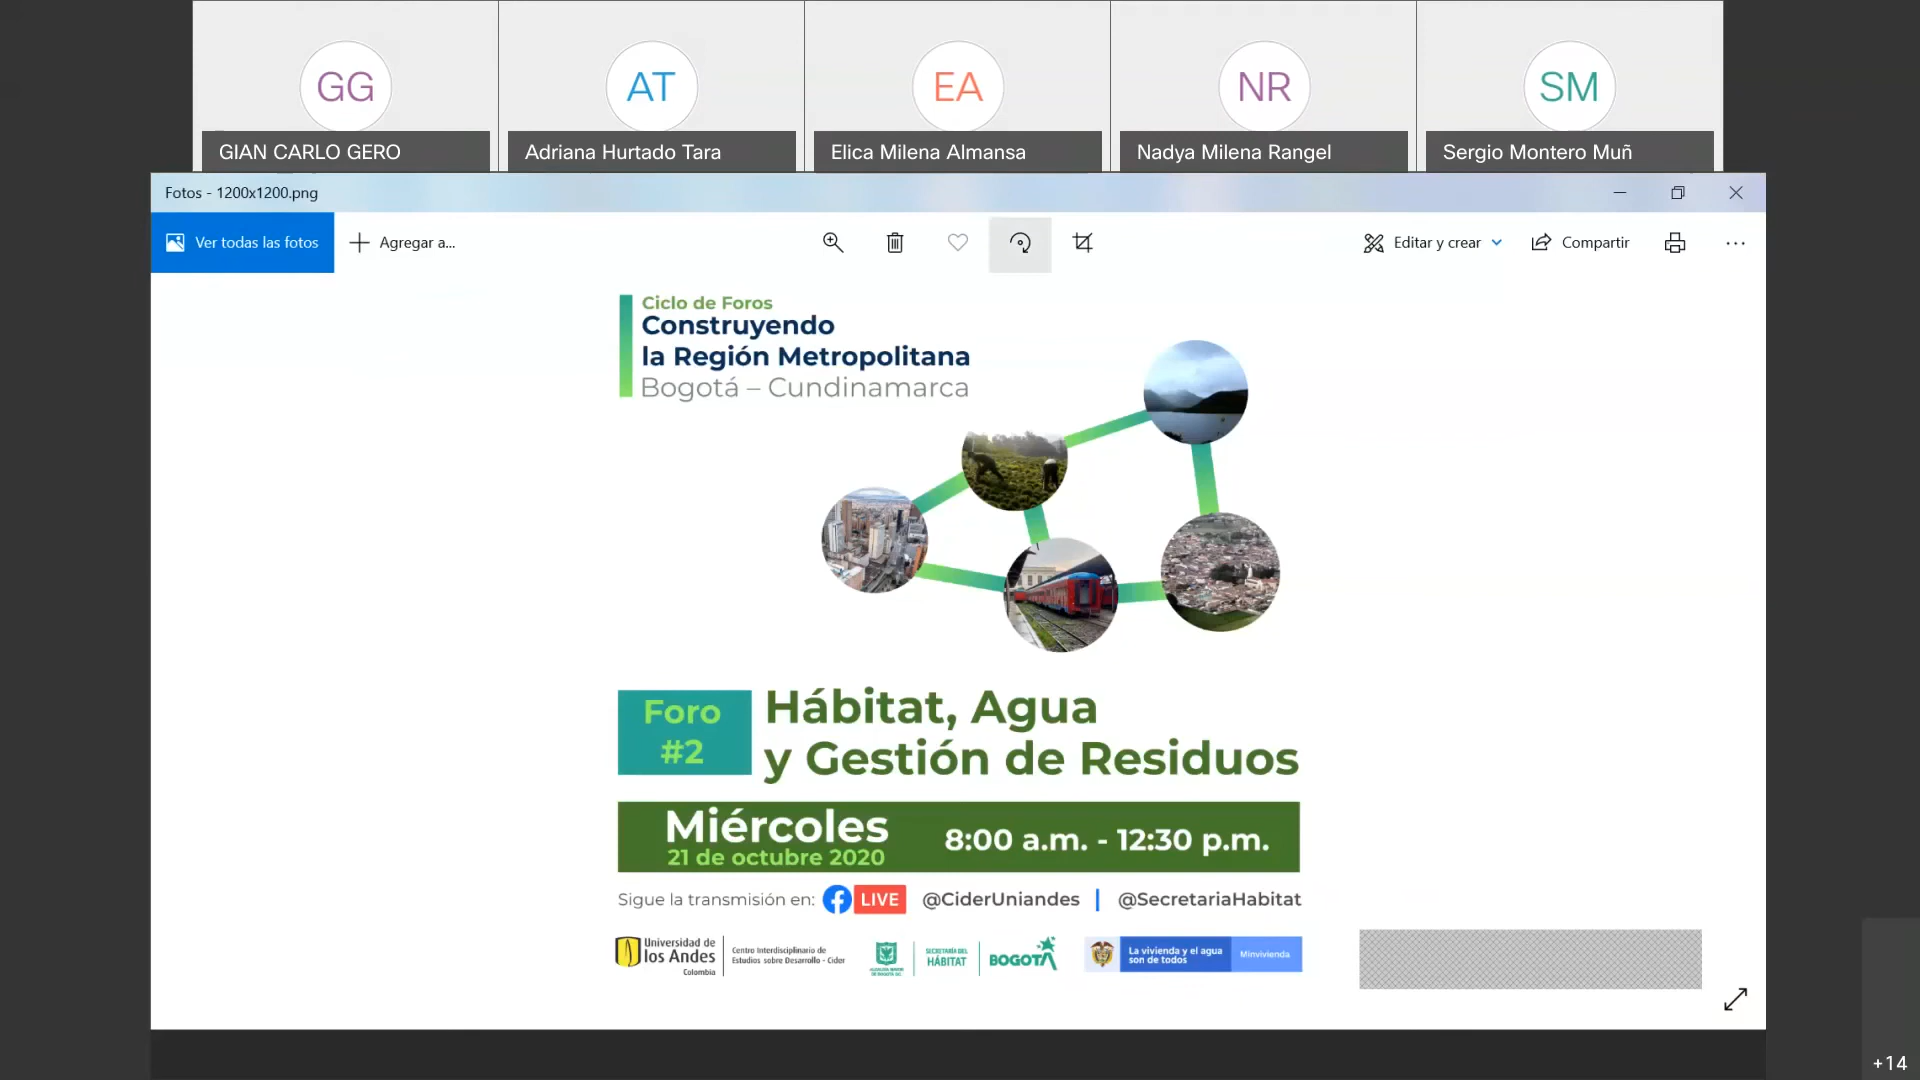 GG
AT
EA
NR
SM
GIAN CARLO GERO
Adriana Hurtado Tara
Elica Milena Almansa
Nadya Milena Rangel
Sergio Montero Muñ
Fotos - 1200x1200.png
Ver todas las fotos
Agregar a...
Editar y crear
Compartir
Ciclo de Foros
Construyendo
la Región Metropolitana
Bogotá – Cundinamarca
Foro
#2
Hábitat, Agua
y Gestión de Residuos
Miércoles
21 de octubre 2020
8:00 a.m. - 12:30 p.m.
Sigue la transmisión en: LIVE @CiderUniandes | @SecretariaHabitat
Universidad de
los Andes
Colombia
Centro Interdisciplinario de
Estudios sobre Desarrollo - Cider
SECRETARÍA DEL
HÁBITAT
BOGOTÁ
La vivienda y el agua
son de todos
Minvivienda
+14